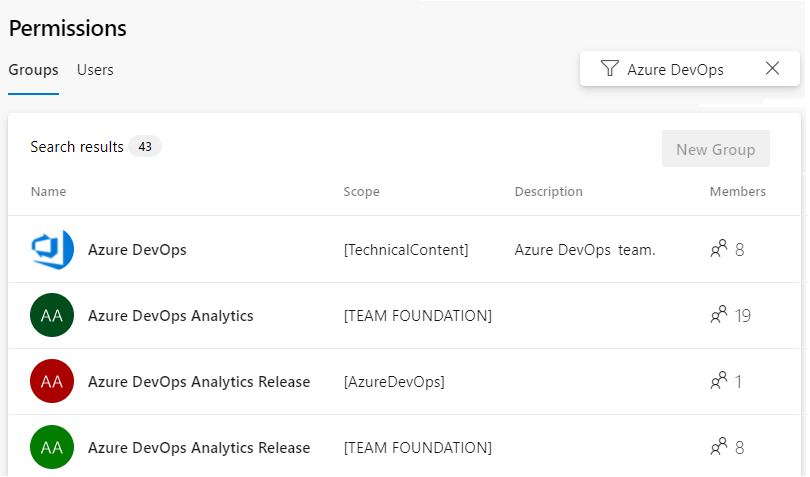 Permissions
Groups Users
Azure DevOps
Search results 43
New Group
Name Scope Description Members
Azure DevOps [TechnicalContent] Azure DevOps team. 8
AA Azure DevOps Analytics [TEAM FOUNDATION] 19
AA Azure DevOps Analytics Release [AzureDevOps] 1
AA Azure DevOps Analytics Release [TEAM FOUNDATION] 8